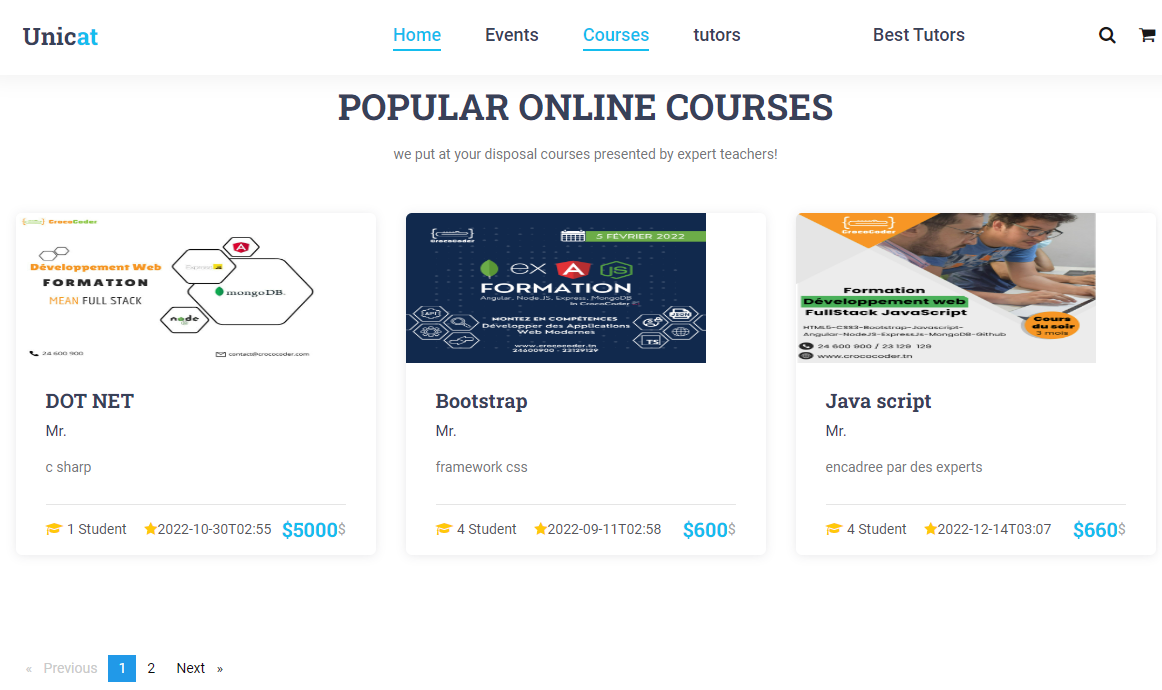 Unicat
Home Events Courses tutors Best Tutors
POPULAR ONLINE COURSES
we put at your disposal courses presented by expert teachers!
CrocoCoder
Développement Web
FORMATION
MEAN FULL STACK
Express
mongoDB.
node
24 600 900
contact@crococoder.com
DOT NET
Mr.
c sharp
1 Student 2022-10-30T02:55 $5000$
CrocoCoder
5 FÉVRIER 2022
ex A JS
FORMATION
Angular, Node.JS, Express, MongoDB
in CrocoCoder
API
JSON
TS
MONTEZ EN COMPÉTENCES
Développer des Applications
Web Modernes
www.crococoder.tn
24600900 - 23129129
Bootstrap
Mr.
framework css
4 Student 2022-09-11T02:58 $600$
CrocoCoder
Formation
Développement web
FullStack JavaScript
HTML5-CSS3-Bootstrap-Javascript-
Angular-NodeJS-ExpressJs-MongoDB-Github
Cours
du soir
3 mois
24 600 900 / 23 129 129
www.crococoder.tn
Java script
Mr.
encadree par des experts
4 Student 2022-12-14T03:07 $660$
« Previous 1 2 Next »